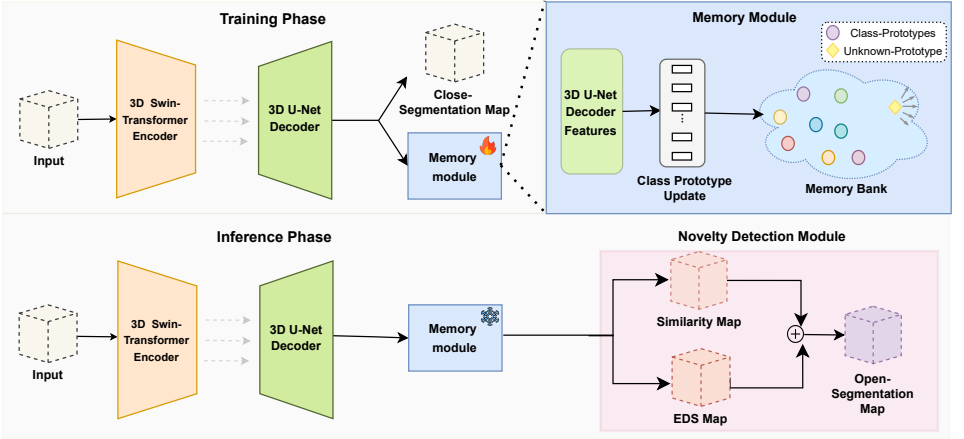 Training Phase
Input
3D Swin-
Transformer
Encoder
3D U-Net
Decoder
Close-
Segmentation Map
Memory
module
Memory Module
Class-Prototypes
Unknown-Prototype
3D U-Net
Decoder
Features
Class Prototype
Update
Memory Bank
Inference Phase
Input
3D Swin-
Transformer
Encoder
3D U-Net
Decoder
Memory
module
Novelty Detection Module
Similarity Map
EDS Map
Open-
Segmentation
Map